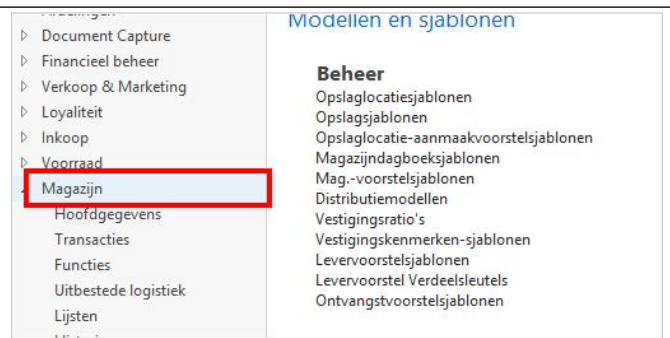 Document Capture
Financieel beheer
Verkoop & Marketing
Loyaliteit
Inkoop
Voorraad
Magazijn
Hoofdgegevens
Transacties
Functies
Uitbestede logistiek
Lijsten
Modellen en sjablonen
Beheer
Opslaglocatiesjablonen
Opslagsjablonen
Opslaglocatie-aanmaakvoorstelsjablonen
Magazijndagboeksjablonen
Mag.-voorstelsjablonen
Distributiemodellen
Vestigingsratio's
Vestigingskenmerken-sjablonen
Levervoorstelsjablonen
Levervoorstel Verdeelsleutels
Ontvangstvoorstelsjablonen